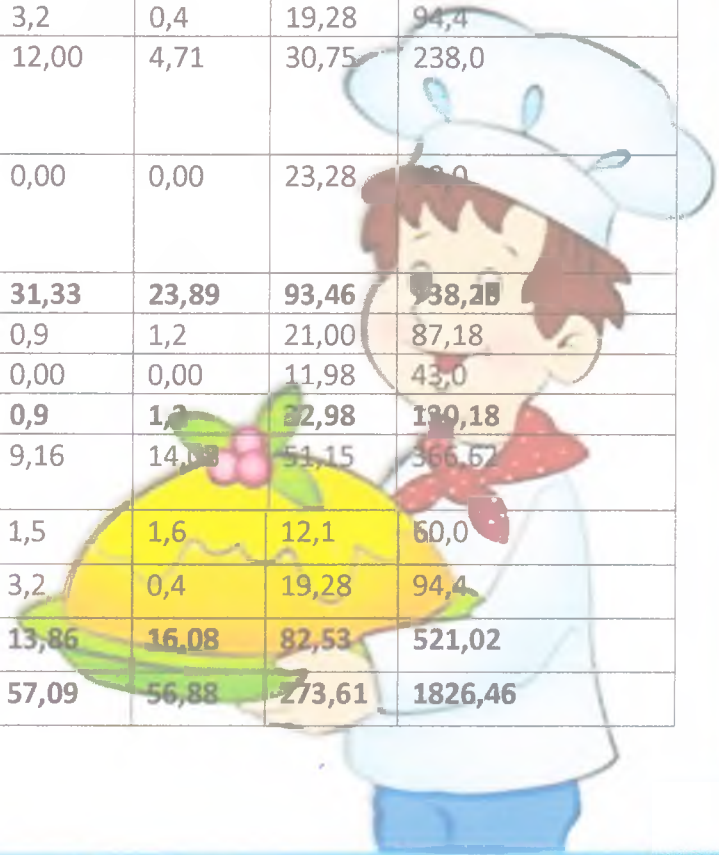 3,2 0,4 19,28 94,4
12,00 4,71 30,75 238,0
0,00 0,00 23,28
31,33 23,89 93,46
0,9 1,2 21,00 87,18
0,00 0,00 11,98 43,0
0,9 130,18
9,16 51,15 366,62
1,5 1,6 12,1 60,0
3,2 0,4 19,28 94,4
13,86 16,08 82,53 521,02
57,09 56,88 273,61 1826,46